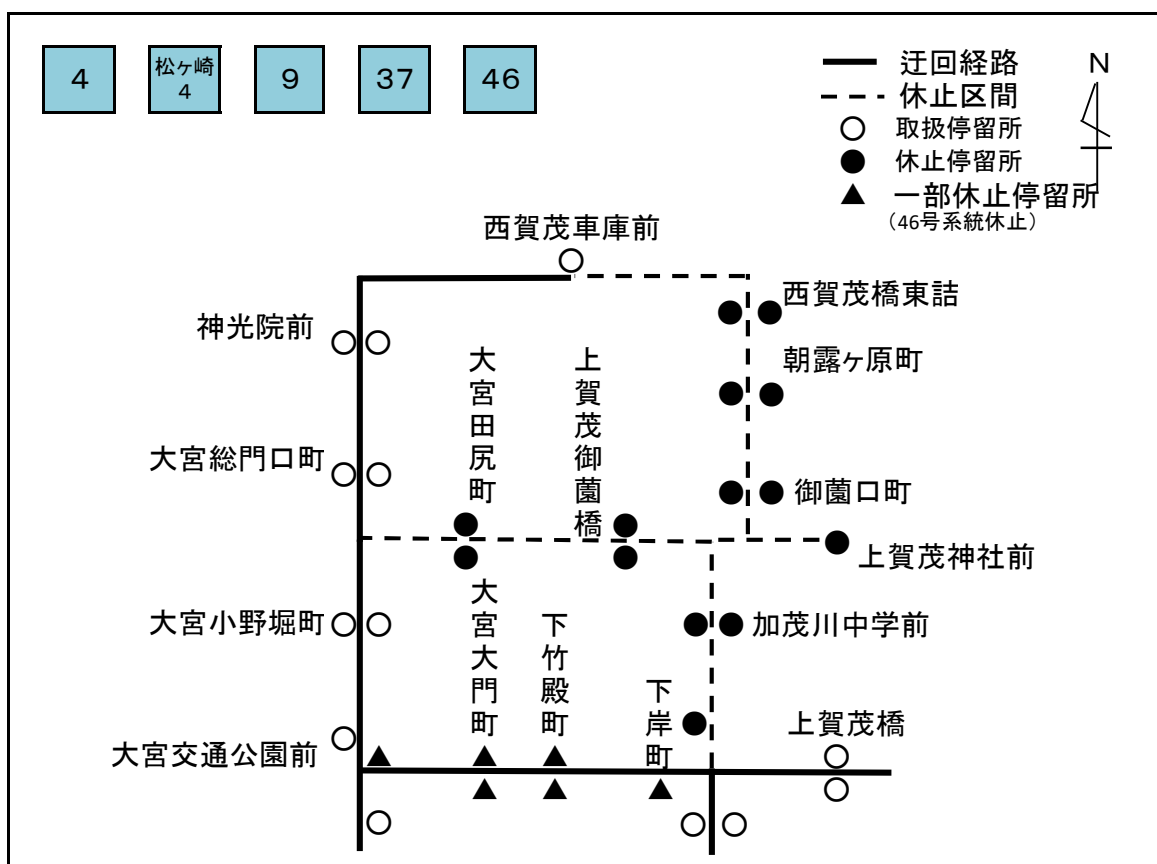 4
松ヶ崎
4
9
37
46
迂回経路
休止区間
取扱停留所
休止停留所
一部休止停留所
（46号系統休止）
N
西賀茂車庫前
西賀茂橋東詰
神光院前
朝露ヶ原町
大宮田尻町
上賀茂御薗橋
大宮総門口町
御薗口町
上賀茂神社前
大宮小野堀町
大宮大門町
下竹殿町
加茂川中学前
下岸町
上賀茂橋
大宮交通公園前